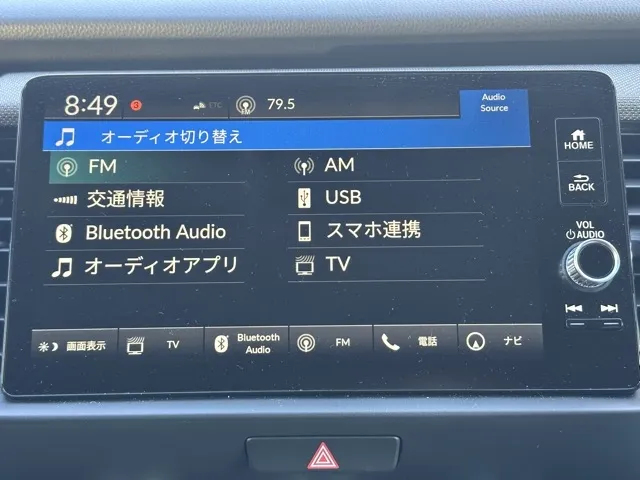 8:49 3 ETC FM 79.5 Audio Source
オーディオ切り替え
FM AM
交通情報 USB
Bluetooth Audio スマホ連携
オーディオアプリ TV
画面表示 TV Bluetooth Audio FM 電話 ナビ
HOME
BACK
VOL
AUDIO